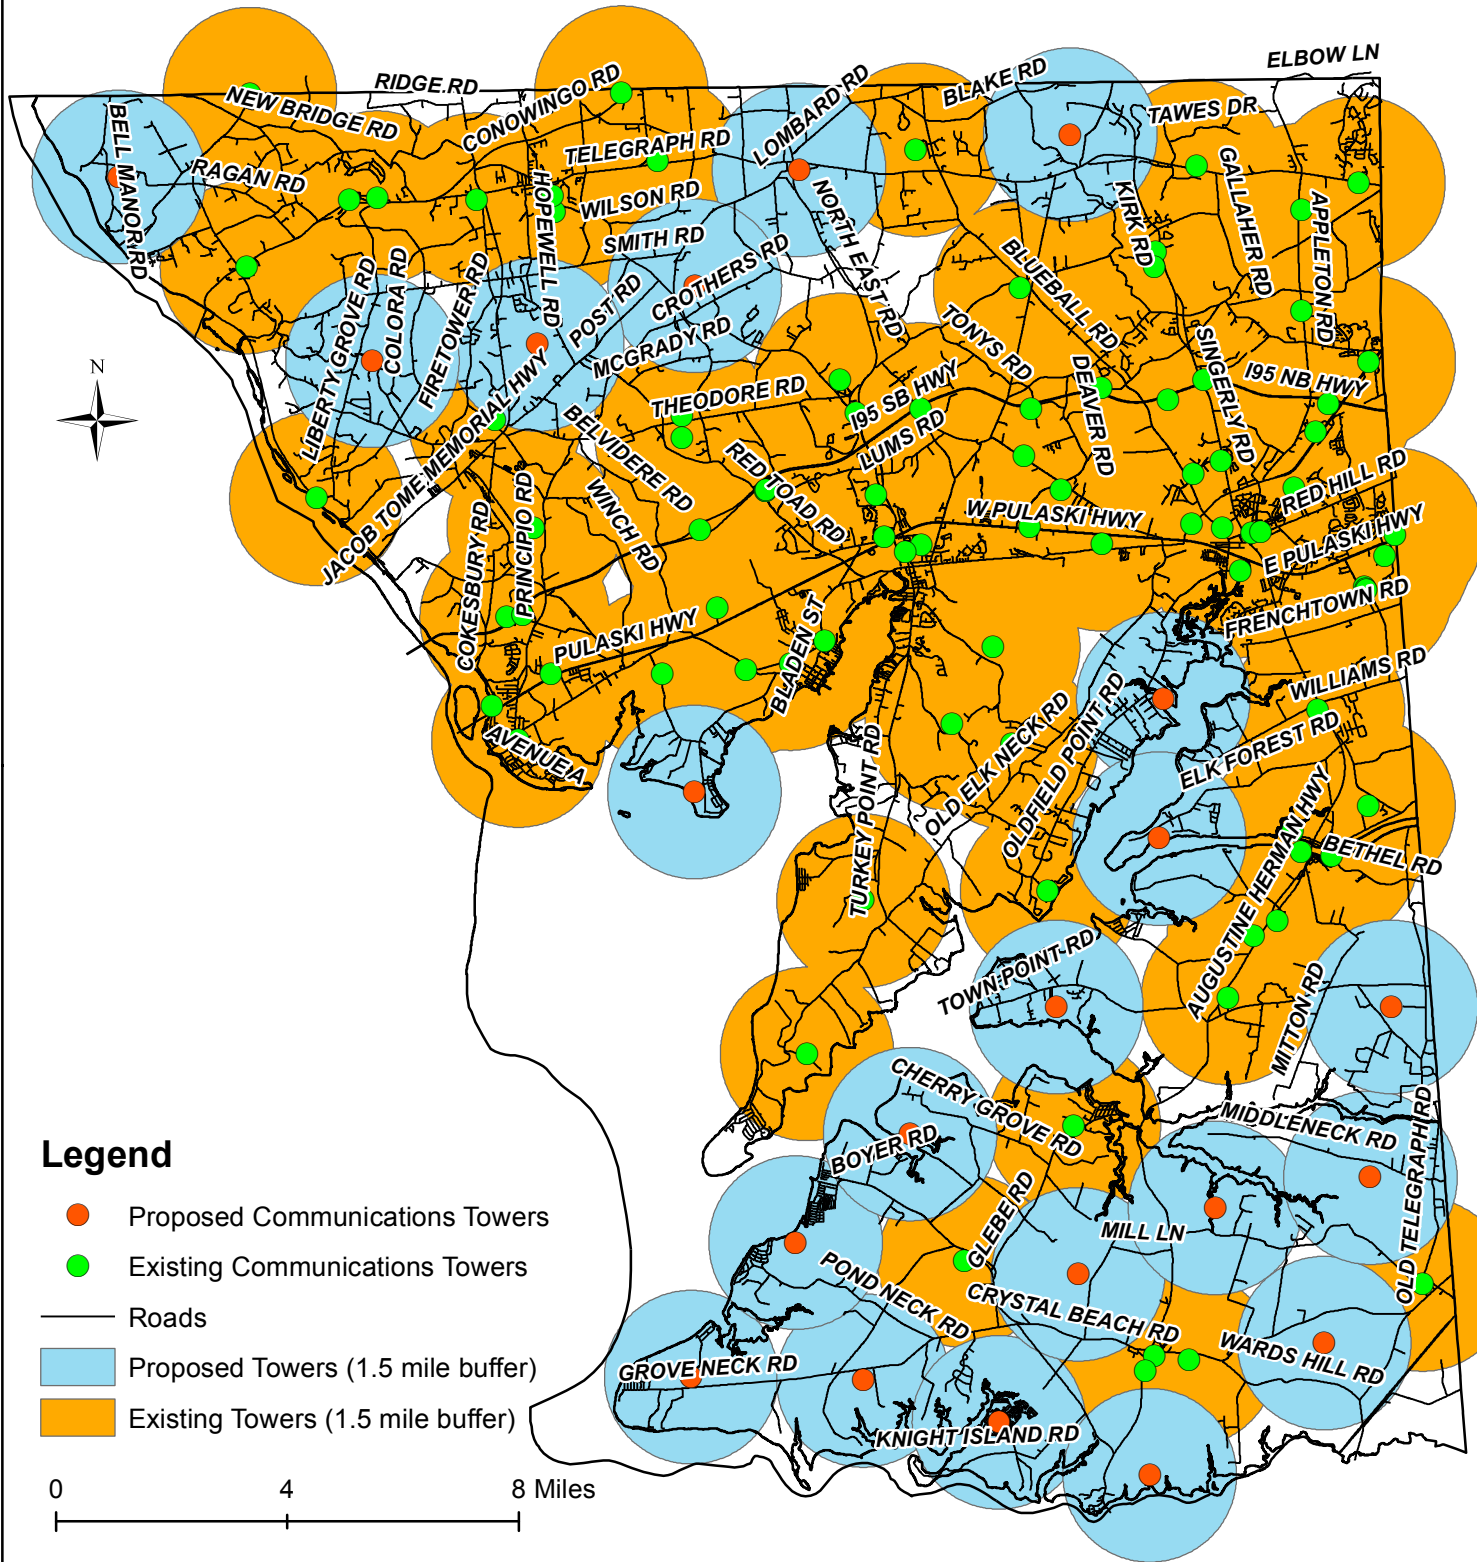 ELBOW LN
RIDGE RD
CONOWINGO RD
LOMBARD RD
BLAKE RD
NEW BRIDGE RD
TAWES DR
BELL MANOR RD
TELEGRAPH RD
RAGAN RD
HOPEWELL RD
WILSON RD
NORTH EAST RD
KIRK RD
GALLAHER RD
APPLETON RD
SMITH RD
CROTHERS RD
BLUEBALL RD
LIBERTY GROVE RD
COLORA RD
FIRETOWER RD
POST RD
MCGRADY RD
TONYS RD
SINGERLY RD
DEAVER RD
I95 NB HWY
THEODORE RD
I95 SB HWY
LUMS RD
JACOB TOME MEMORIAL HWY
BELVIDERE RD
RED TOAD RD
WINCH RD
RED HILL RD
W PULASKI HWY
E PULASKI HWY
COKESBURY RD
PRINCIPIO RD
FRENCHTOWN RD
PULASKI HWY
BLADEN ST
WILLIAMS RD
OLD ELK NECK RD
OLDFIELD POINT RD
ELK FOREST RD
AVENUE A
TURKEY POINT RD
AUGUSTINE HERMAN HWY
BETHEL RD
TOWN POINT RD
MITTON RD
CHERRY GROVE RD
MIDDLENECK RD
OLD TELEGRAPH RD
BOYER RD
GLEBE RD
MILL LN
POND NECK RD
CRYSTAL BEACH RD
WARDS HILL RD
GROVE NECK RD
KNIGHT ISLAND RD
N
Legend
Proposed Communications Towers
Existing Communications Towers
Roads
Proposed Towers (1.5 mile buffer)
Existing Towers (1.5 mile buffer)
0 4 8 Miles